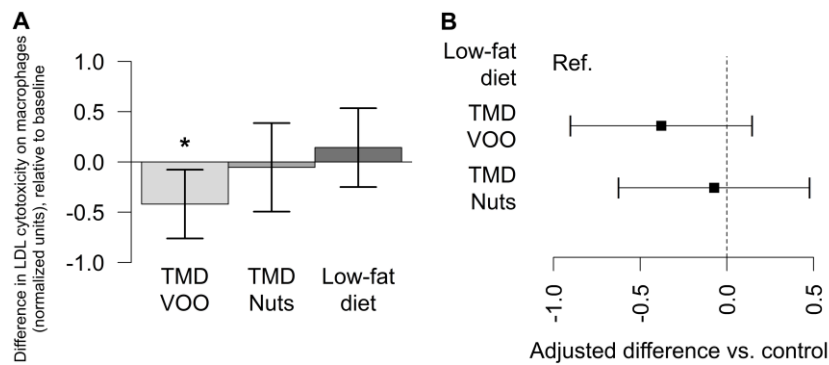 A
Difference in LDL cytotoxicity on macrophages
(normalized units), relative to baseline
1.0
0.5
0.0
-0.5
-1.0
*
TMD
VOO
TMD
Nuts
Low-fat
diet
B
Low-fat
diet
Ref.
TMD
VOO
TMD
Nuts
-1.0
-0.5
0.0
0.5
Adjusted difference vs. control